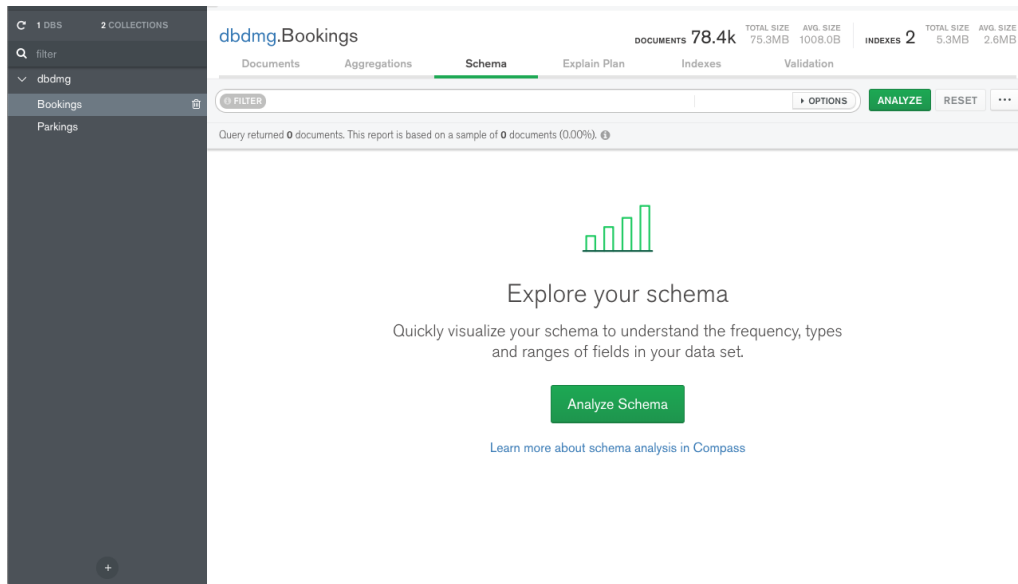 1 DBS 2 COLLECTIONS
filter
dbdmg
Bookings
Parkings
dbdmg.Bookings
DOCUMENTS 78.4k TOTAL SIZE 75.3MB AVG. SIZE 1008.0B INDEXES 2 TOTAL SIZE 5.3MB AVG. SIZE 2.6MB
Documents Aggregations Schema Explain Plan Indexes Validation
FILTER OPTIONS ANALYZE RESET ...
Query returned 0 documents. This report is based on a sample of 0 documents (0.00%).
Explore your schema
Quickly visualize your schema to understand the frequency, types
and ranges of fields in your data set.
Analyze Schema
Learn more about schema analysis in Compass